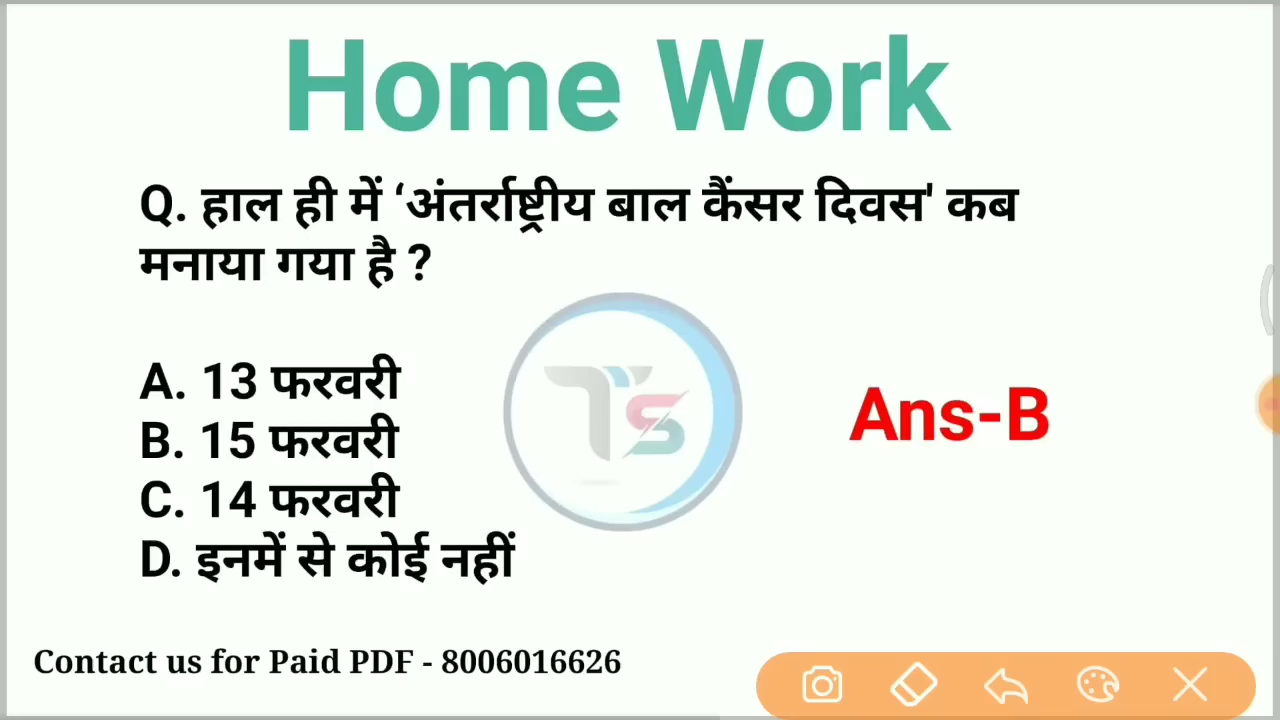 Home Work
Q. हाल ही में ‘अंतर्राष्ट्रीय बाल कैंसर दिवस' कब
मनाया गया है ?
A. 13 फरवरी
B. 15 फरवरी
C. 14 फरवरी
D. इनमें से कोई नहीं
TS
Ans-B
Contact us for Paid PDF - 8006016626